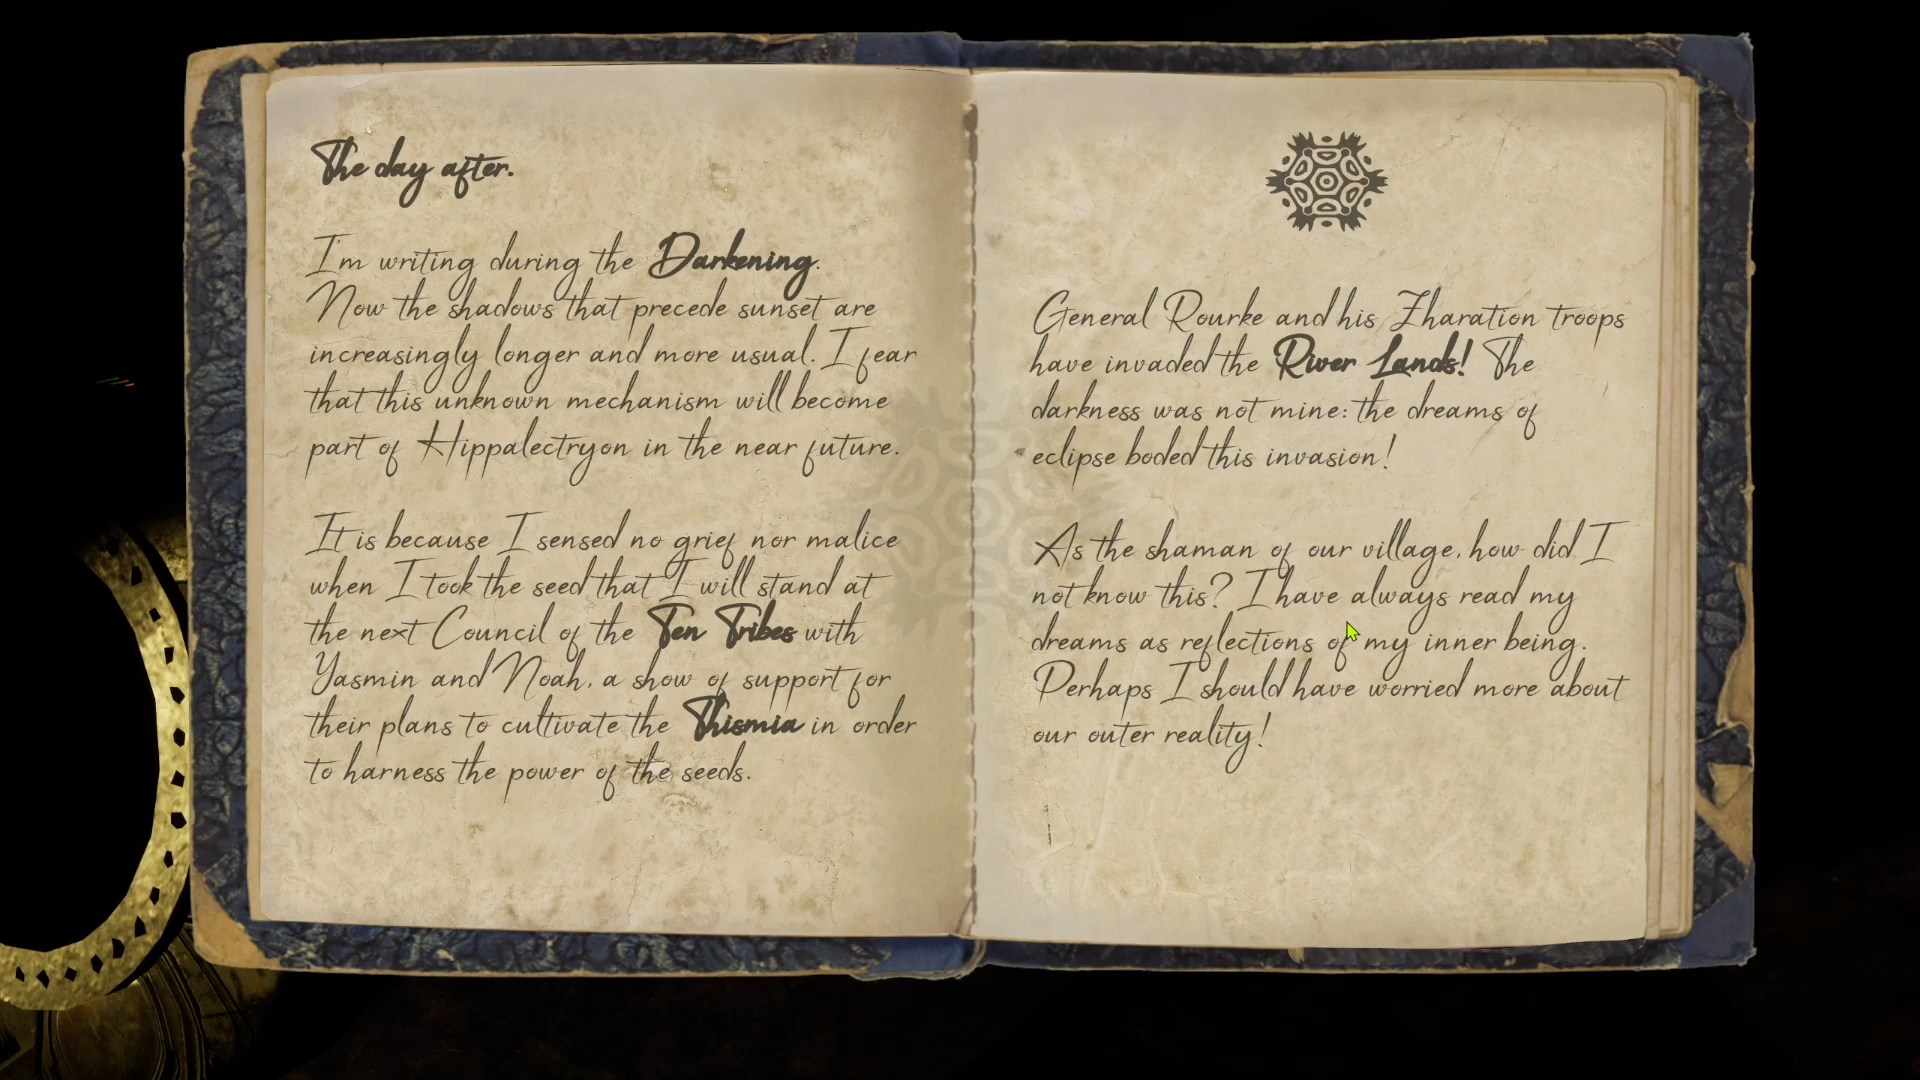 The day after.
I'm writing during the Darkening.
Now the shadows that precede sunset are
increasingly longer and more usual. I fear
that this unknown mechanism will become
part of Hippalectryon in the near future.
It is because I sensed no grief nor malice
when I took the seed that I will stand at
the next Council of the Ten Tribes with
Yasmin and Noah, a show of support for
their plans to cultivate the Thismia in order
to harness the power of the seeds.
General Rourke and his Zharation troops
have invaded the River Lands! The
darkness was not mine: the dreams of
eclipse boded this invasion!
As the shaman of our village, how did I
not know this? I have always read my
dreams as reflections of my inner being.
Perhaps I should have worried more about
our outer reality!